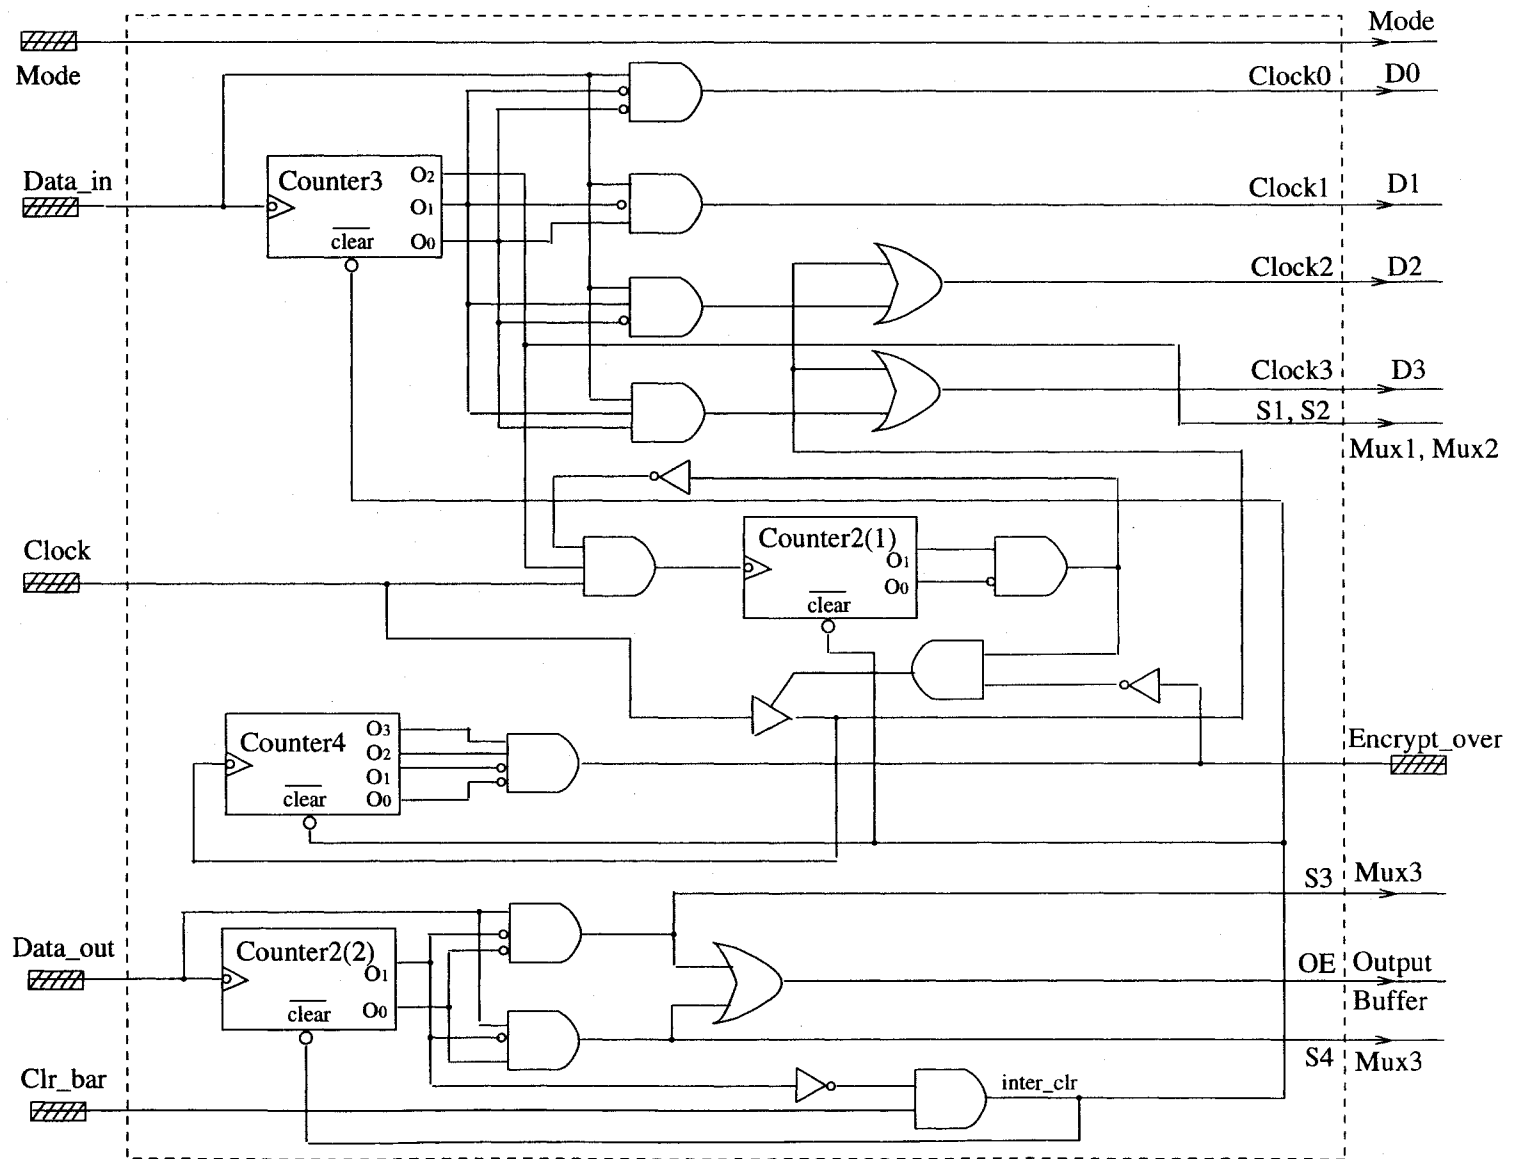 Mode
Mode
Clock0 D0
Data_in
Counter3
O2
O1
O0
clear
Clock1 D1
Clock2 D2
Clock3 D3
S1, S2
Mux1, Mux2
Clock
Counter2(1)
O1
O0
clear
Counter4
O3
O2
O1
O0
clear
Encrypt_over
S3 Mux3
Data_out
Counter2(2)
O1
O0
clear
OE Output
Buffer
S4 Mux3
Clr_bar
inter_clr